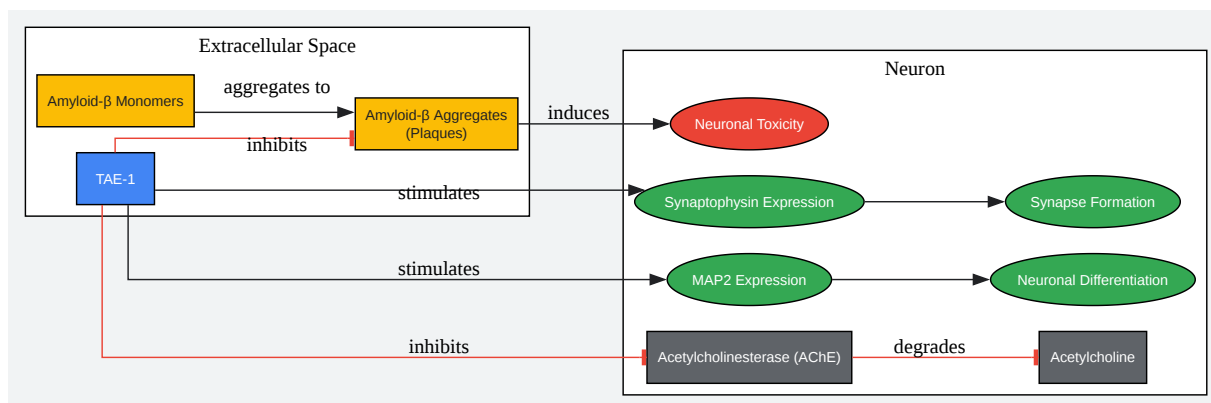 Extracellular Space
Neuron
Amyloid-β Monomers
aggregates to
Amyloid-β Aggregates
(Plaques)
induces
Neuronal Toxicity
inhibits
TAE-1
stimulates
Synaptophysin Expression
Synapse Formation
stimulates
MAP2 Expression
Neuronal Differentiation
inhibits
Acetylcholinesterase (AChE)
degrades
Acetylcholine